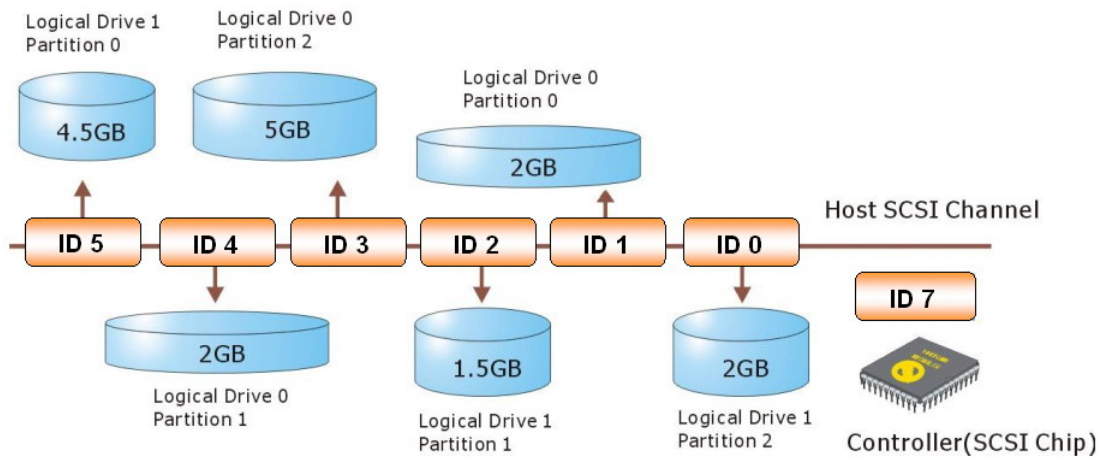 Logical Drive 1
Partition 0
4.5GB
Logical Drive 0
Partition 2
5GB
Logical Drive 0
Partition 0
2GB
Host SCSI Channel
ID 5
ID 4
ID 3
ID 2
ID 1
ID 0
ID 7
2GB
Logical Drive 0
Partition 1
1.5GB
Logical Drive 1
Partition 1
2GB
Logical Drive 1
Partition 2
Controller(SCSI Chip)